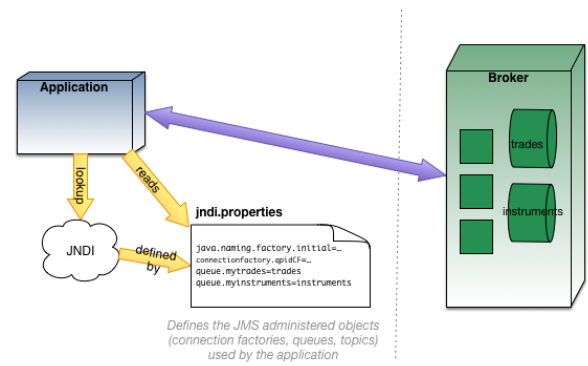 Application
Broker
lookup
reads
trades
instruments
jndi.properties
JNDI
defined
by
java.naming.factory.initial=…
connectionfactory.qpidCF=…
queue.mytrades=trades
queue.myinstruments=instruments
Defines the JMS administered objects
(connection factories, queues, topics)
used by the application